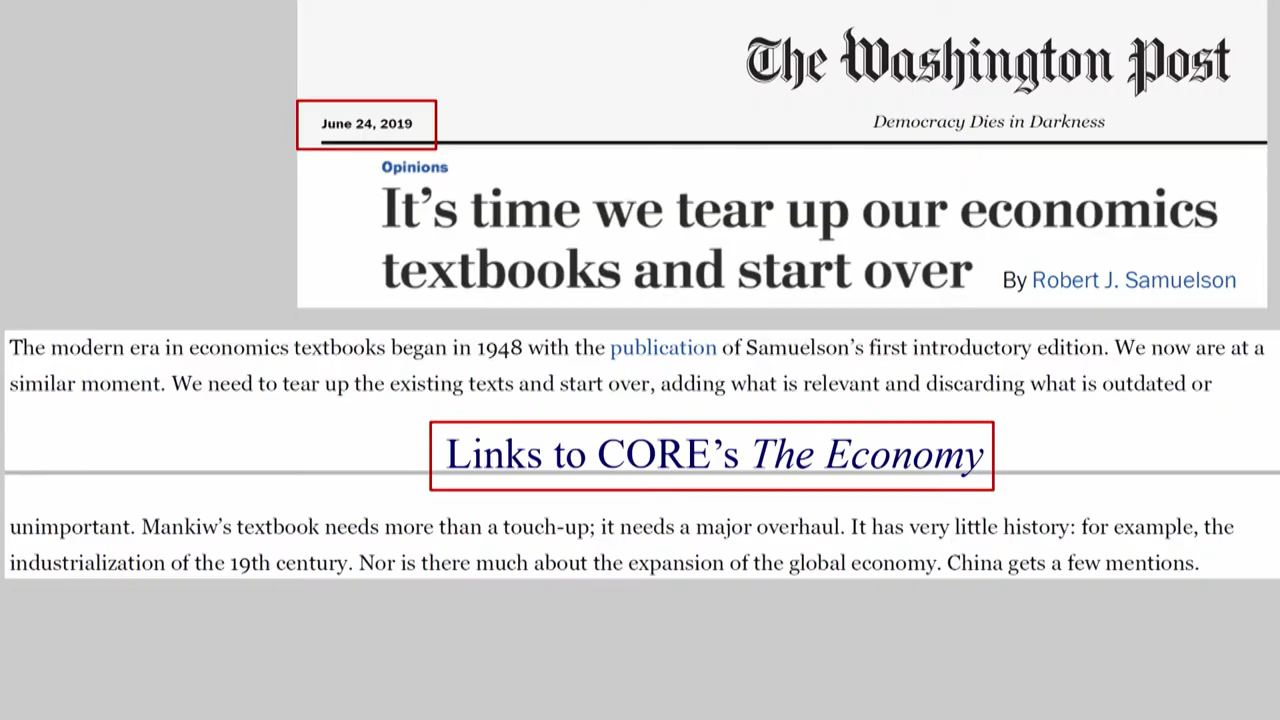 The Washington Post
June 24, 2019
Democracy Dies in Darkness
Opinions
It’s time we tear up our economics
textbooks and start over By Robert J. Samuelson
The modern era in economics textbooks began in 1948 with the publication of Samuelson’s first introductory edition. We now are at a
similar moment. We need to tear up the existing texts and start over, adding what is relevant and discarding what is outdated or
Links to CORE’s The Economy
unimportant. Mankiw’s textbook needs more than a touch-up; it needs a major overhaul. It has very little history: for example, the
industrialization of the 19th century. Nor is there much about the expansion of the global economy. China gets a few mentions.